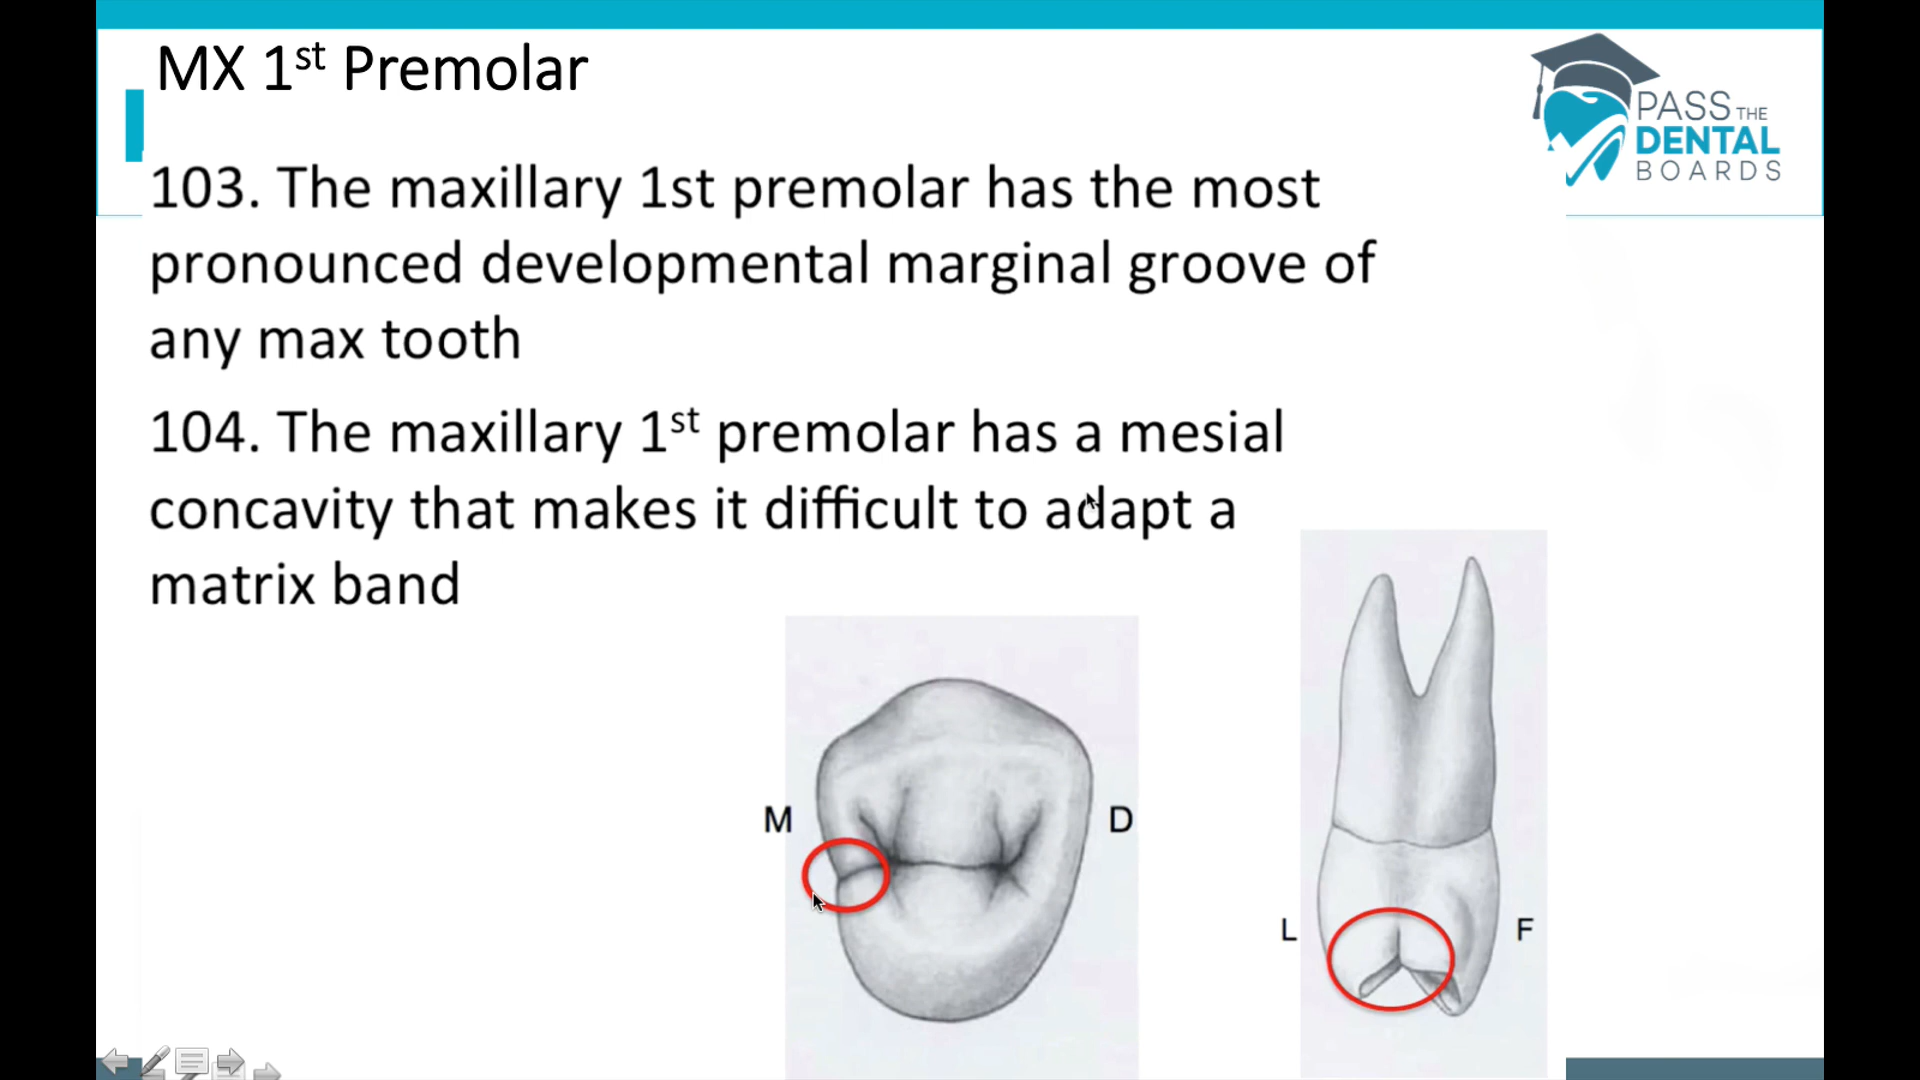 MX 1st Premolar
PASS THE
DENTAL
BOARDS
103. The maxillary 1st premolar has the most
pronounced developmental marginal groove of
any max tooth
104. The maxillary 1st premolar has a mesial
concavity that makes it difficult to adapt a
matrix band
M
D
L
F